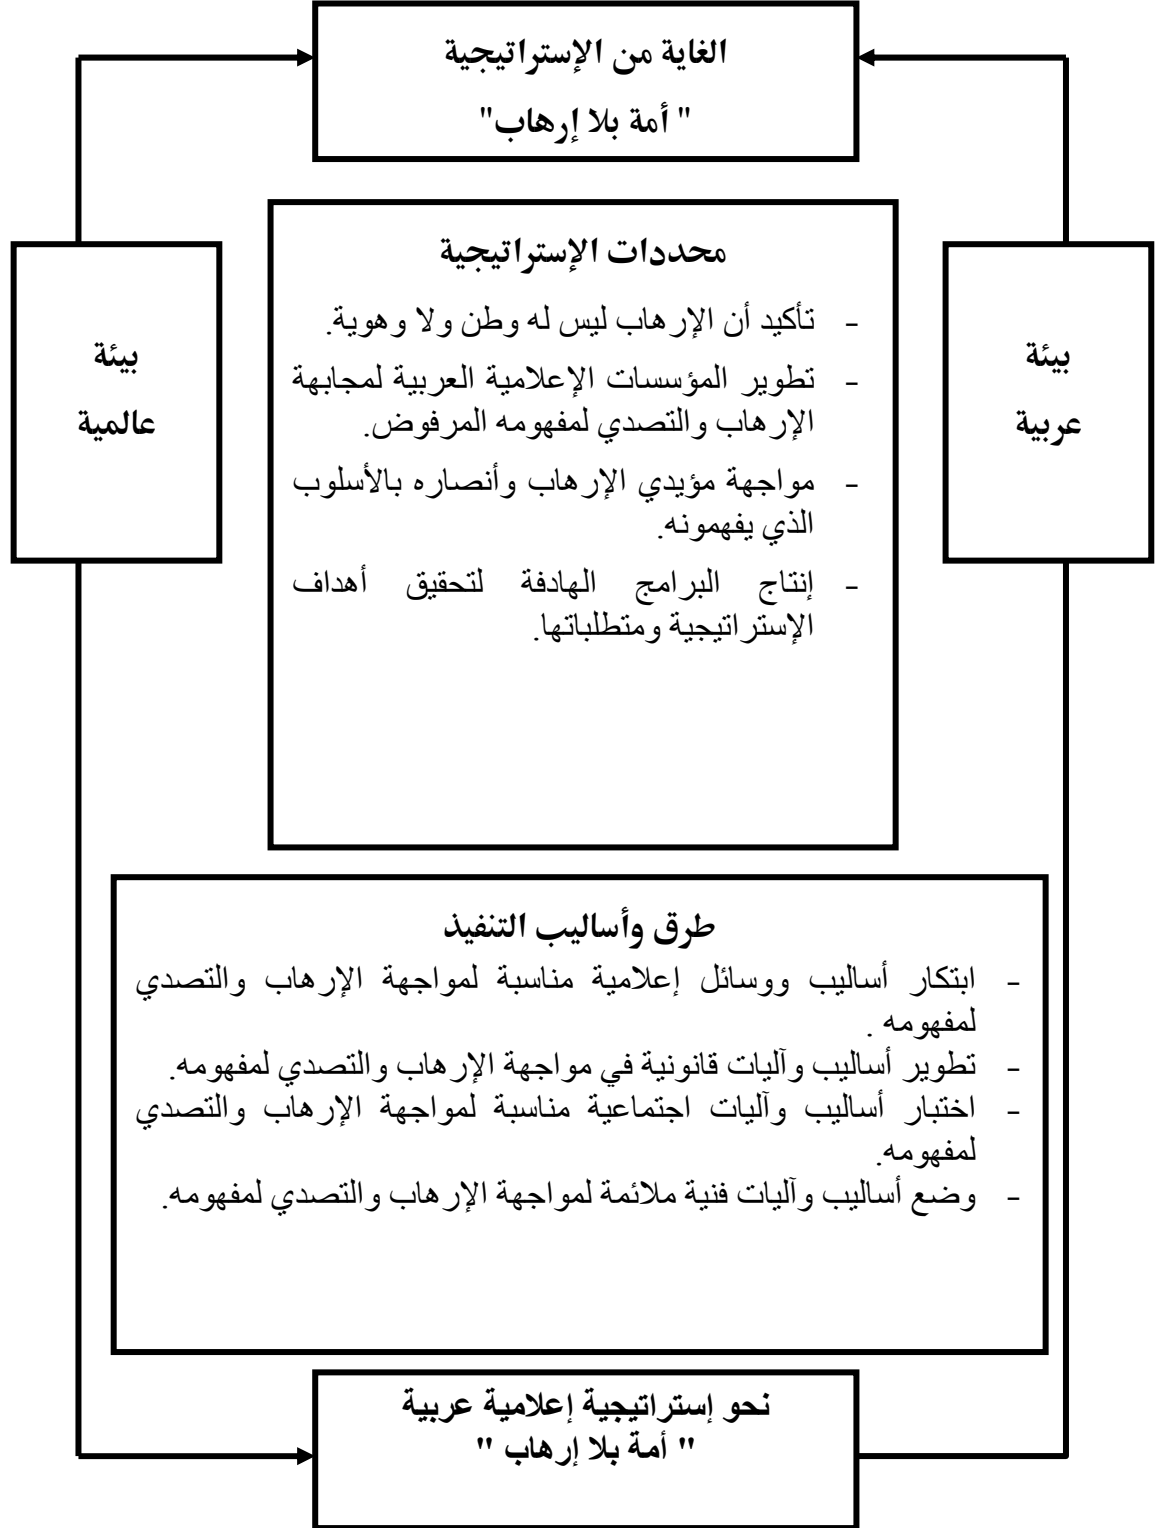 الغاية من الإستراتيجية
" أمة بلا إرهاب"
محددات الإستراتيجية
- تأكيد أن الإرهاب ليس له وطن ولا وهوية.
- تطوير المؤسسات الإعلامية العربية لمجابهة
الإرهاب والتصدي لمفهومه المرفوض.
- مواجهة مؤيدي الإرهاب وأنصاره بالأسلوب
الذي يفهمونه.
- إنتاج البرامج الهادفة لتحقيق أهداف
الإستراتيجية ومتطلباتها.
بيئة
عربية
بيئة
عالمية
طرق وأساليب التنفيذ
- ابتكار أساليب ووسائل إعلامية مناسبة لمواجهة الإرهاب والتصدي
لمفهومه .
- تطوير أساليب وآليات قانونية في مواجهة الإرهاب والتصدي لمفهومه.
- اختبار أساليب وآليات اجتماعية مناسبة لمواجهة الإرهاب والتصدي
لمفهومه.
- وضع أساليب وآليات فنية ملائمة لمواجهة الإرهاب والتصدي لمفهومه.
نحو إستراتيجية إعلامية عربية
" أمة بلا إرهاب "